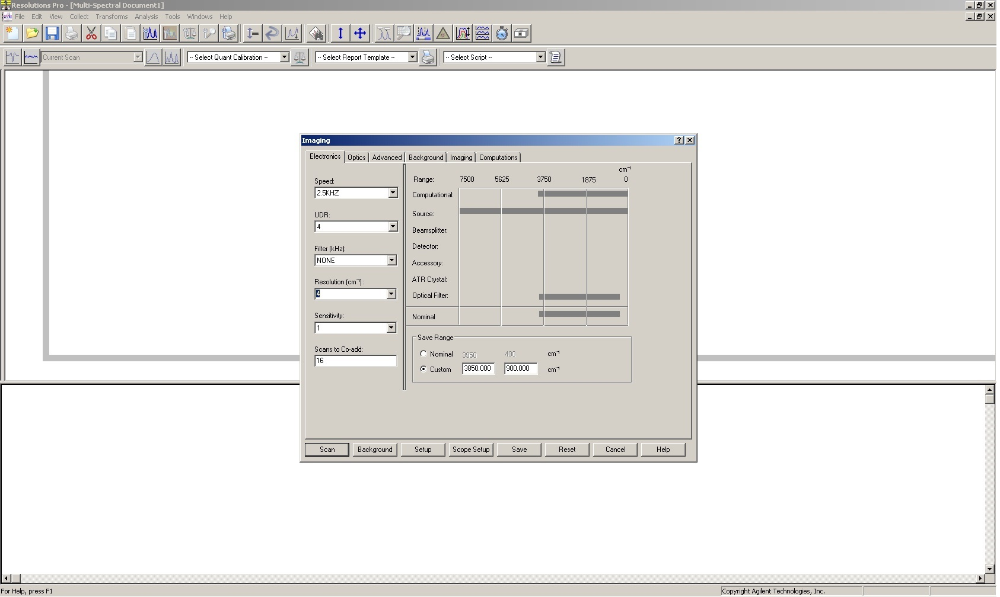 Resolutions Pro - [Multi-Spectral Document1]
File Edit View Collect Transforms Analysis Tools Windows Help
Current Scan -- Select Quant Calibration -- -- Select Report Template -- -- Select Script --
Imaging
Electronics Optics Advanced Background Imaging Computations
Speed:
2.5KHZ
UDR:
4
Filter (kHz):
NONE
Resolution (cm⁻¹) :
4
Sensitivity:
1
Scans to Co-add:
16
cm⁻¹
Range: 7500 5625 3750 1875 0
Computational:
Source:
Beamsplitter:
Detector:
Accessory:
ATR Crystal:
Optical Filter:
Nominal
Save Range
Nominal 3950 400 cm⁻¹
Custom 3850.000 900.000 cm⁻¹
Scan Background Setup Scope Setup Save Reset Cancel Help
For Help, press F1 Copyright Agilent Technologies, Inc.